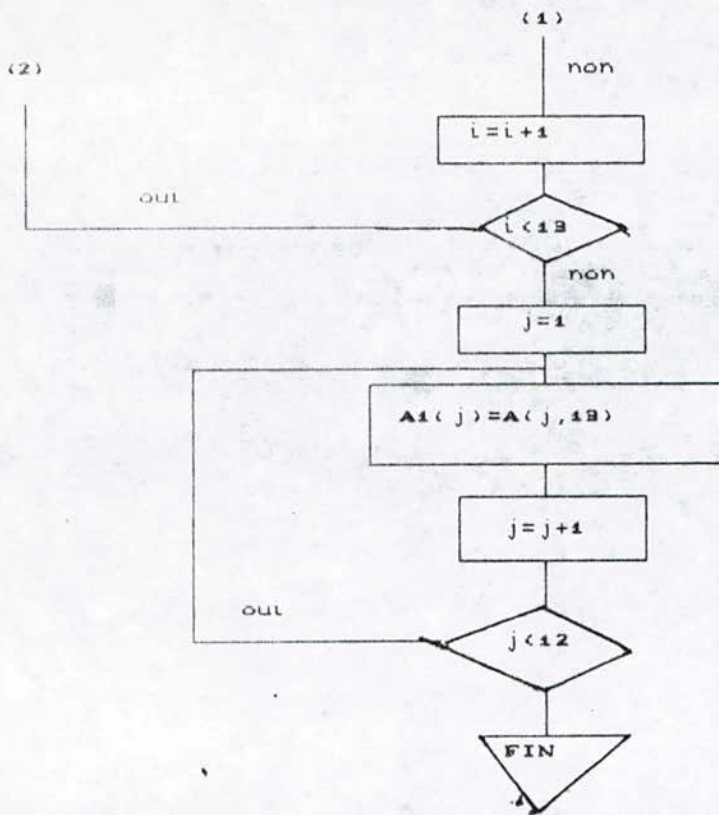 (1)
(2)
non
i=i+1
oui
i<13
non
j=1
A1(j)=A(j,13)
j=j+1
oui
j<12
FIN